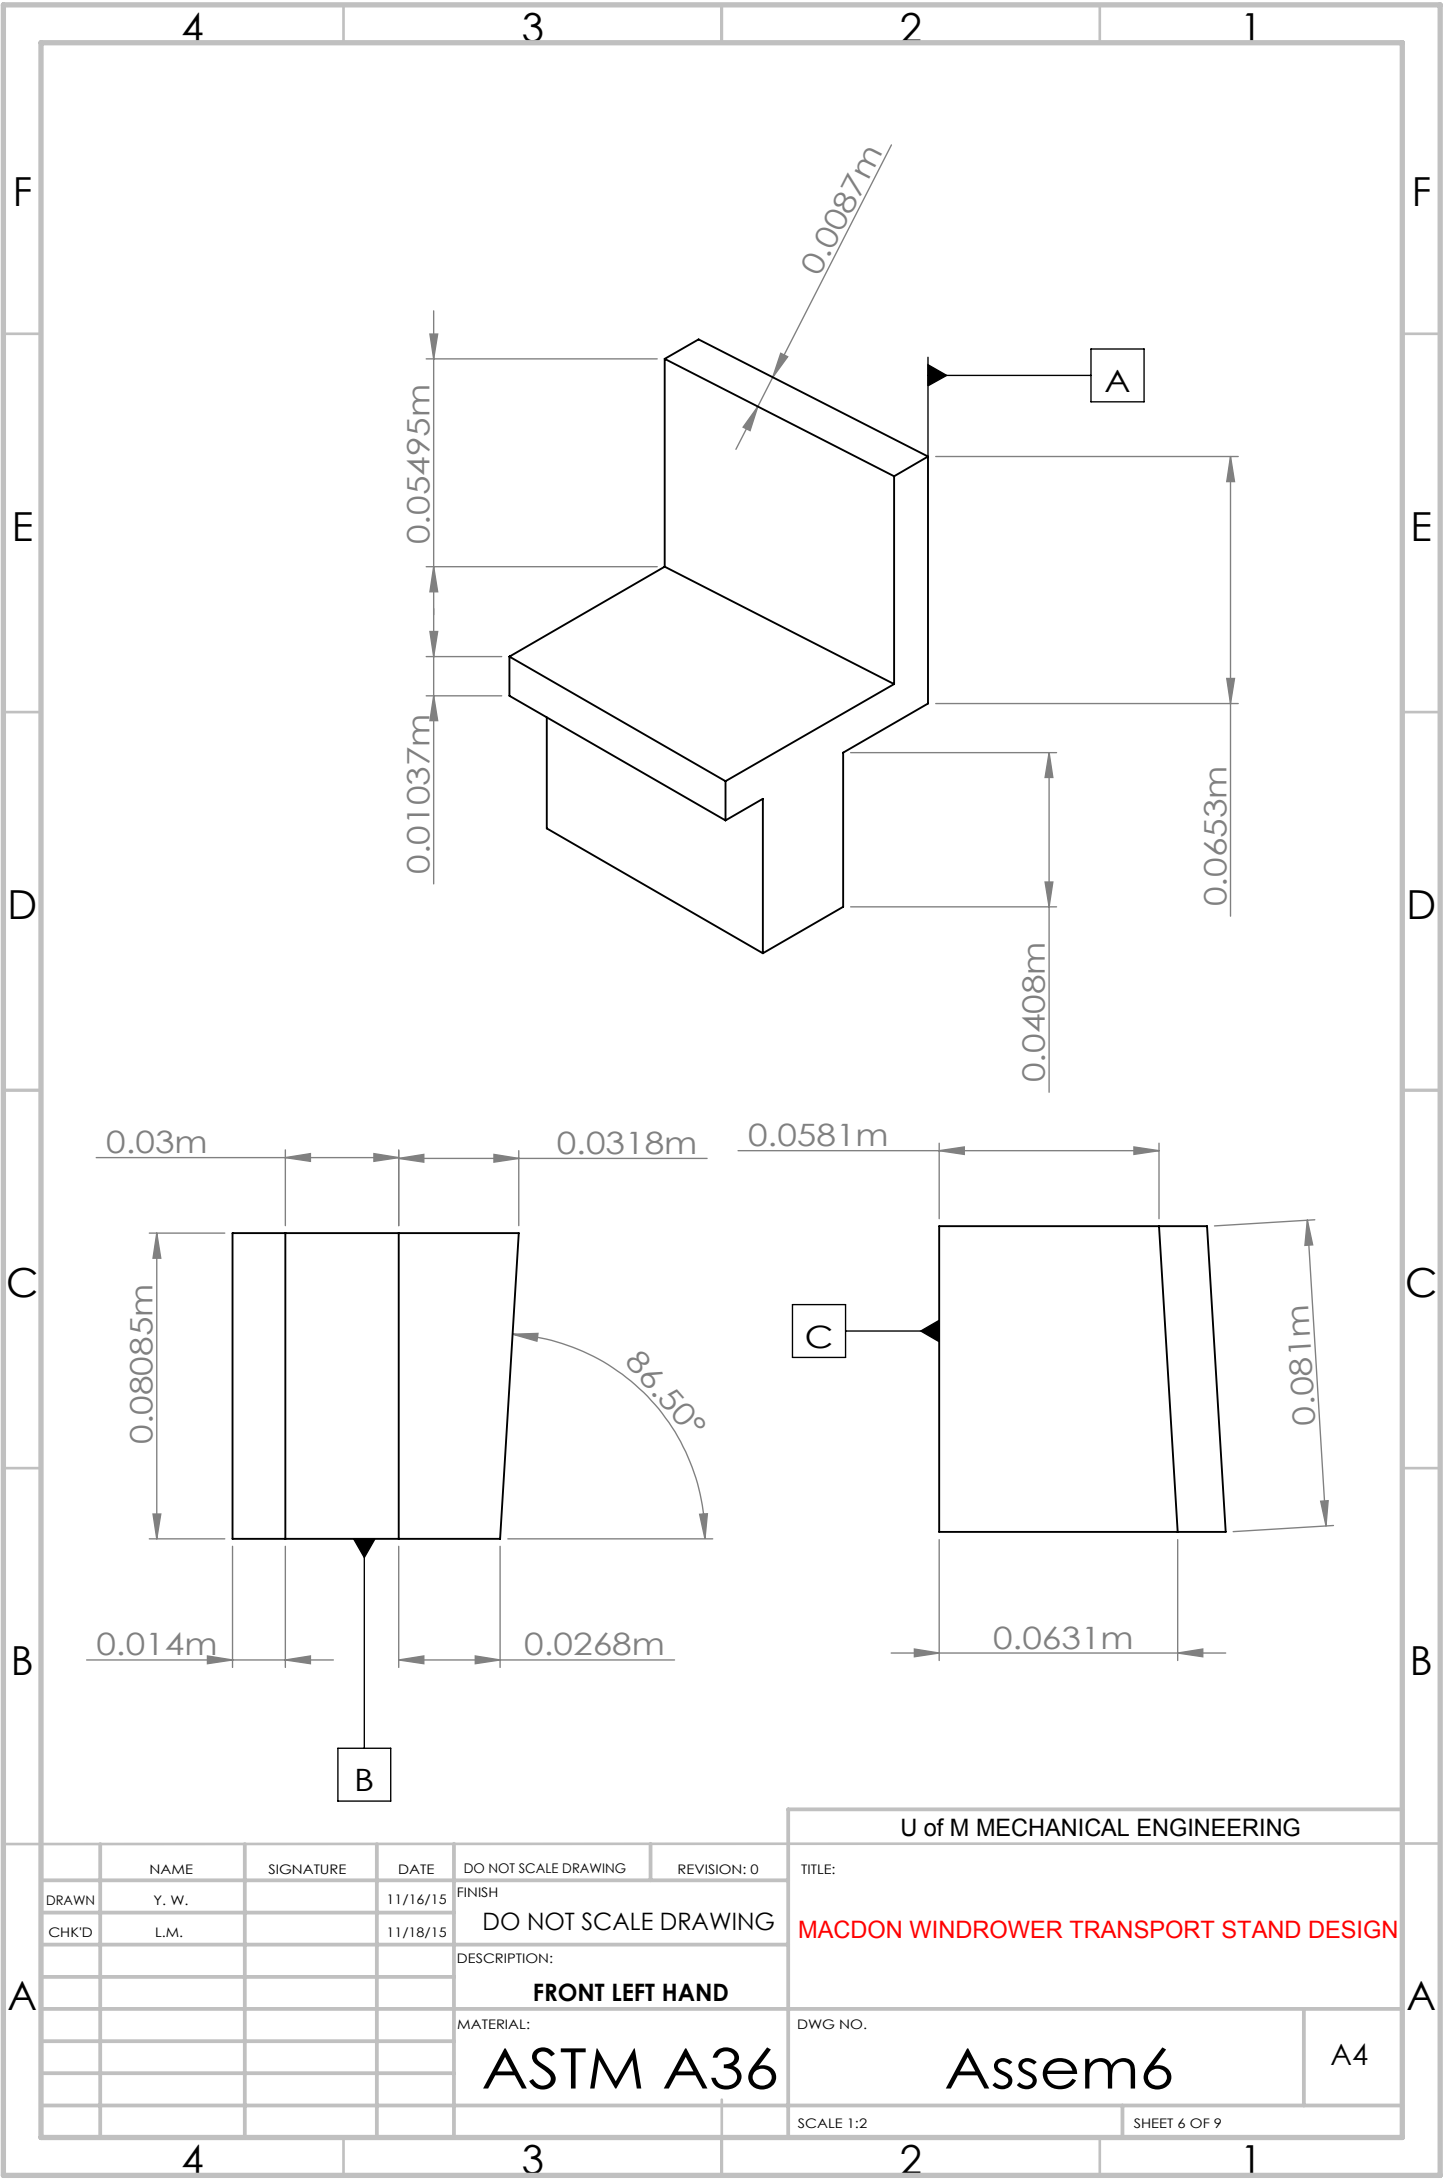 4 3 2 1
F F
0.0087m
A
0.05495m
E E
0.01037m
0.0653m
D D
0.0408m
0.03m 0.0318m 0.0581m
C C
0.08085m
86.50°
C
0.081m
0.014m 0.0268m 0.0631m
B B
B
U of M MECHANICAL ENGINEERING
NAME SIGNATURE DATE DO NOT SCALE DRAWING REVISION: 0 TITLE:
DRAWN Y. W. 11/16/15 FINISH
CHK'D L.M. 11/18/15 DO NOT SCALE DRAWING
MACDON WINDROWER TRANSPORT STAND DESIGN
DESCRIPTION:
FRONT LEFT HAND
A A
MATERIAL: DWG NO.
ASTM A36 Assem6 A4
SCALE 1:2 SHEET 6 OF 9
4 3 2 1